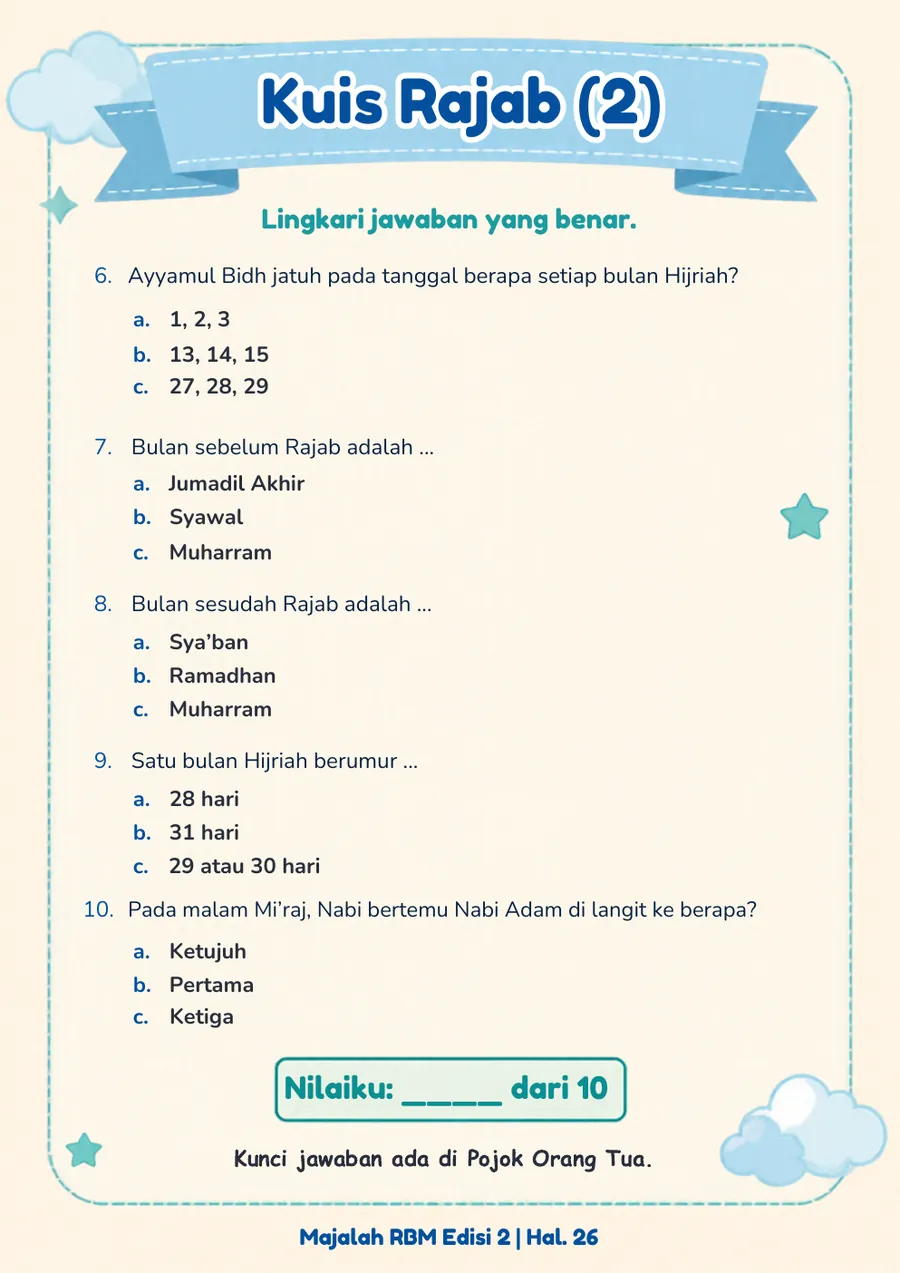 Kuis Rajab (2)
Lingkari jawaban yang benar.
6. Ayyamul Bidh jatuh pada tanggal berapa setiap bulan Hijriah?
a. 1, 2, 3
b. 13, 14, 15
c. 27, 28, 29
7. Bulan sebelum Rajab adalah ...
a. Jumadil Akhir
b. Syawal
c. Muharram
8. Bulan sesudah Rajab adalah ...
a. Sya’ban
b. Ramadhan
c. Muharram
9. Satu bulan Hijriah berumur ...
a. 28 hari
b. 31 hari
c. 29 atau 30 hari
10. Pada malam Mi’raj, Nabi bertemu Nabi Adam di langit ke berapa?
a. Ketujuh
b. Pertama
c. Ketiga
Nilaiku: ____ dari 10
Kunci jawaban ada di Pojok Orang Tua.
Majalah RBM Edisi 2 | Hal. 26